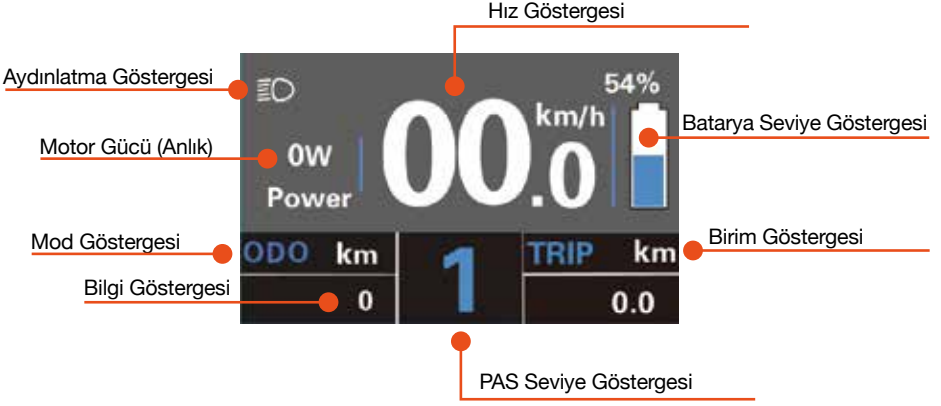 Hız Göstergesi
Aydınlatma Göstergesi
54%
km/h
00.0
Batarya Seviye Göstergesi
Motor Gücü (Anlık)
0W
Power
Mod Göstergesi
ODO km
1
TRIP km
Birim Göstergesi
Bilgi Göstergesi
0
0.0
PAS Seviye Göstergesi